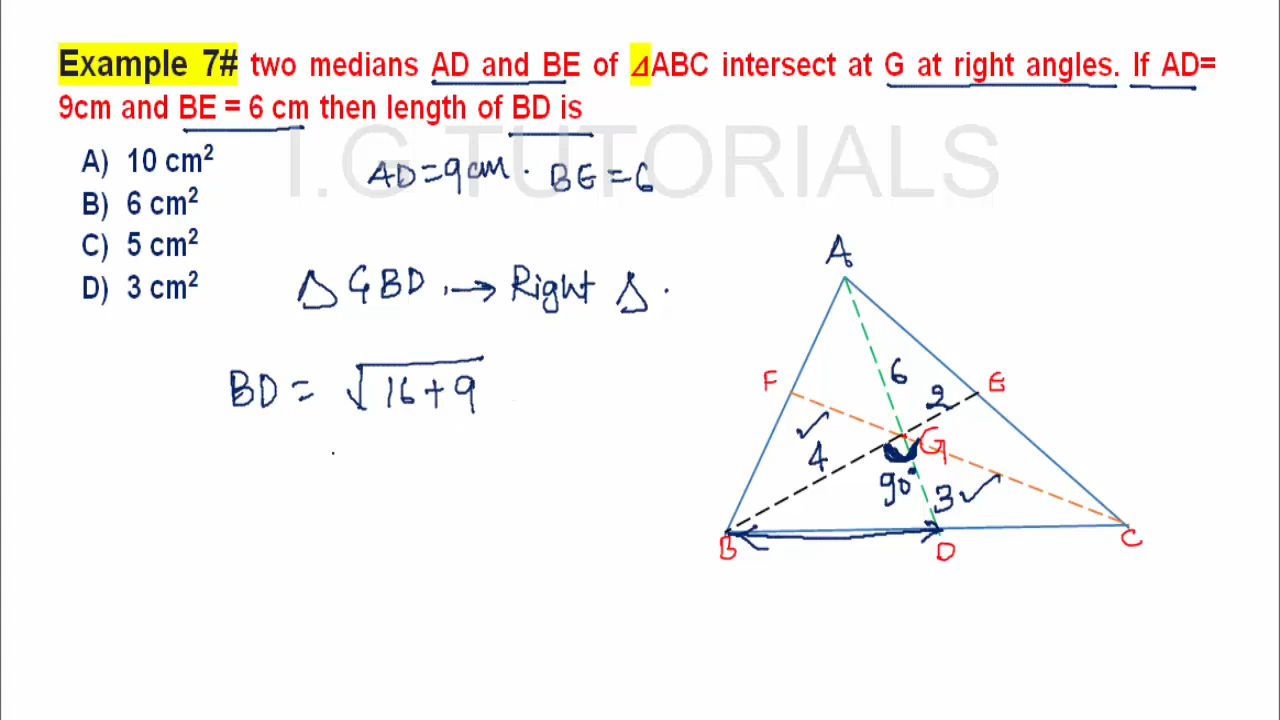 Example 7# two medians AD and BE of ⊿ABC intersect at G at right angles. If AD=
9cm and BE = 6 cm then length of BD is
I.G TUTORIALS
A) 10 cm²
B) 6 cm²
C) 5 cm²
D) 3 cm²
AD=9cm. BE=6
Δ GBD. → Right Δ.
BD = √16+9
A
F
E
6
2
G
4
90°
3
B
D
C